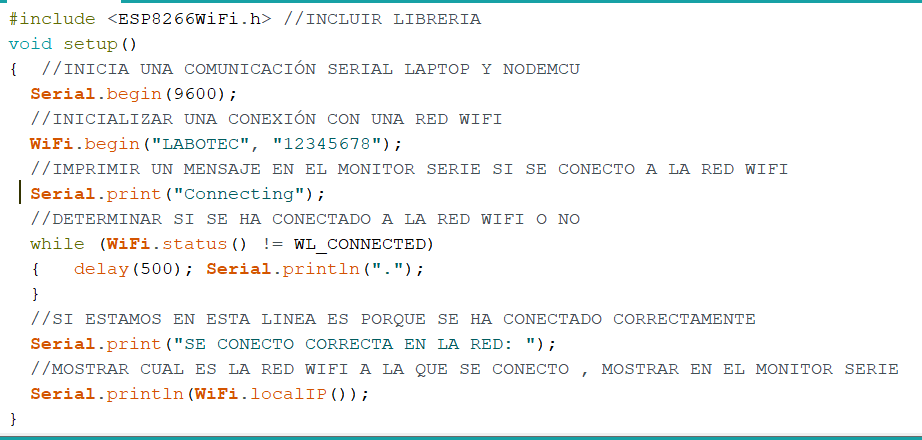 #include <ESP8266WiFi.h> //INCLUIR LIBRERIA
void setup()
{  //INICIA UNA COMUNICACIÓN SERIAL LAPTOP Y NODEMCU
  Serial.begin(9600);
  //INICIALIZAR UNA CONEXIÓN CON UNA RED WIFI
  WiFi.begin("LABOTEC", "12345678");
  //IMPRIMIR UN MENSAJE EN EL MONITOR SERIE SI SE CONECTO A LA RED WIFI
  Serial.print("Connecting");
  //DETERMINAR SI SE HA CONECTADO A LA RED WIFI O NO
  while (WiFi.status() != WL_CONNECTED)
  {   delay(500); Serial.println(".");
  }
  //SI ESTAMOS EN ESTA LINEA ES PORQUE SE HA CONECTADO CORRECTAMENTE
  Serial.print("SE CONECTO CORRECTA EN LA RED: ");
  //MOSTRAR CUAL ES LA RED WIFI A LA QUE SE CONECTO , MOSTRAR EN EL MONITOR SERIE
  Serial.println(WiFi.localIP());
}